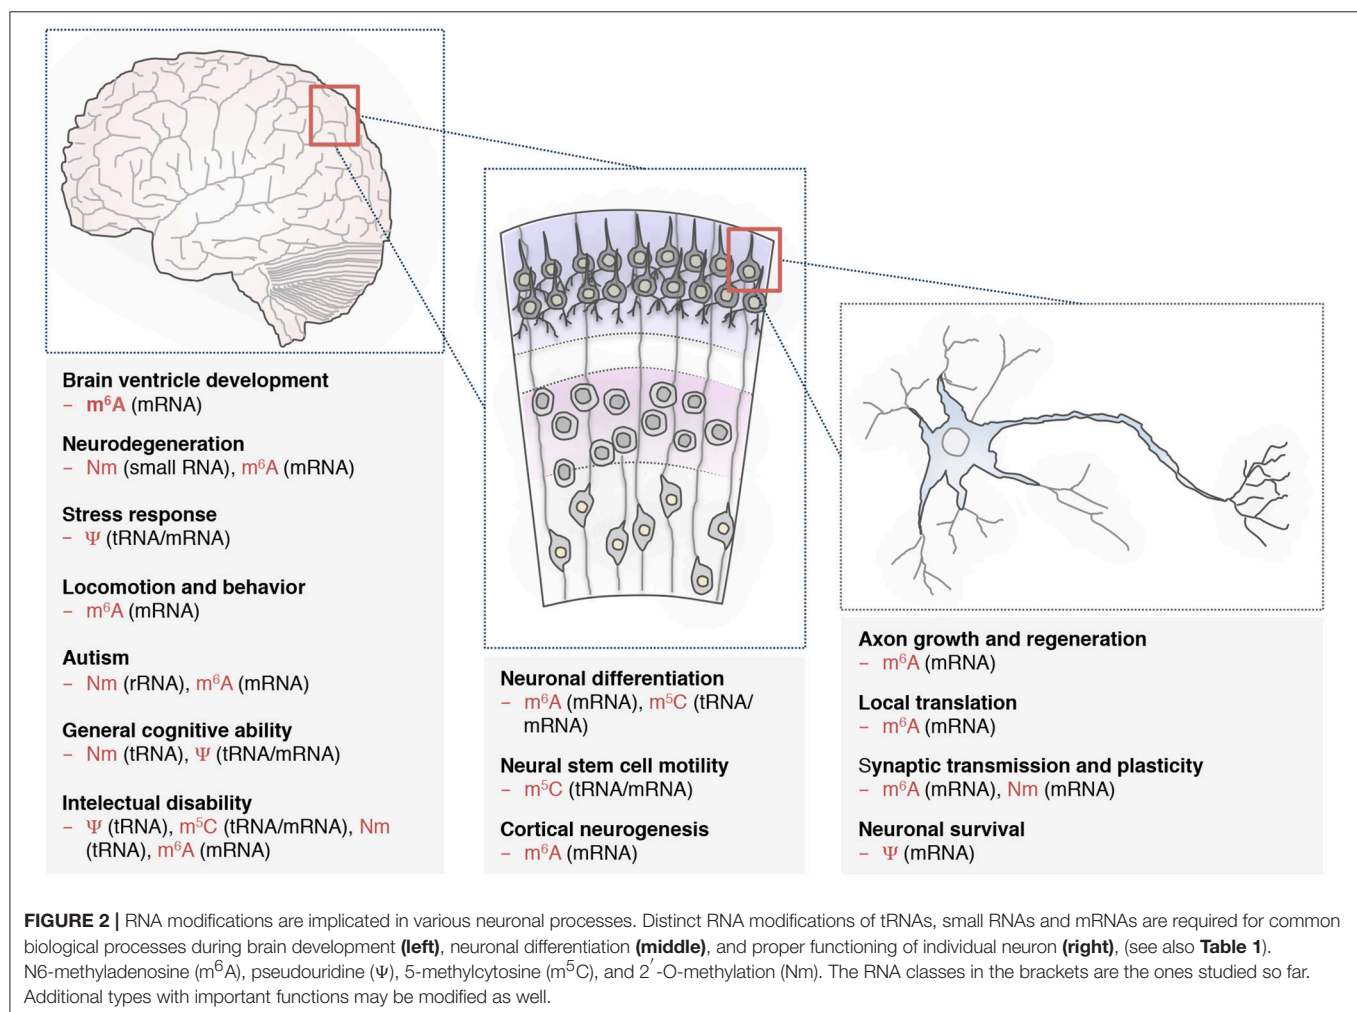 Brain ventricle development
– m⁶A (mRNA)
Neurodegeneration
– Nm (small RNA), m⁶A (mRNA)
Stress response
– Ψ (tRNA/mRNA)
Locomotion and behavior
– m⁶A (mRNA)
Autism
– Nm (rRNA), m⁶A (mRNA)
General cognitive ability
– Nm (tRNA), Ψ (tRNA/mRNA)
Intelectual disability
– Ψ (tRNA), m⁵C (tRNA/mRNA), Nm
(tRNA), m⁶A (mRNA)
Neuronal differentiation
– m⁶A (mRNA), m⁵C (tRNA/
mRNA)
Neural stem cell motility
– m⁵C (tRNA/mRNA)
Cortical neurogenesis
– m⁶A (mRNA)
Axon growth and regeneration
– m⁶A (mRNA)
Local translation
– m⁶A (mRNA)
Synaptic transmission and plasticity
– m⁶A (mRNA), Nm (mRNA)
Neuronal survival
– Ψ (mRNA)
FIGURE 2 | RNA modifications are implicated in various neuronal processes. Distinct RNA modifications of tRNAs, small RNAs and mRNAs are required for common
biological processes during brain development (left), neuronal differentiation (middle), and proper functioning of individual neuron (right), (see also Table 1).
N6-methyladenosine (m⁶A), pseudouridine (Ψ), 5-methylcytosine (m⁵C), and 2′-O-methylation (Nm). The RNA classes in the brackets are the ones studied so far.
Additional types with important functions may be modified as well.